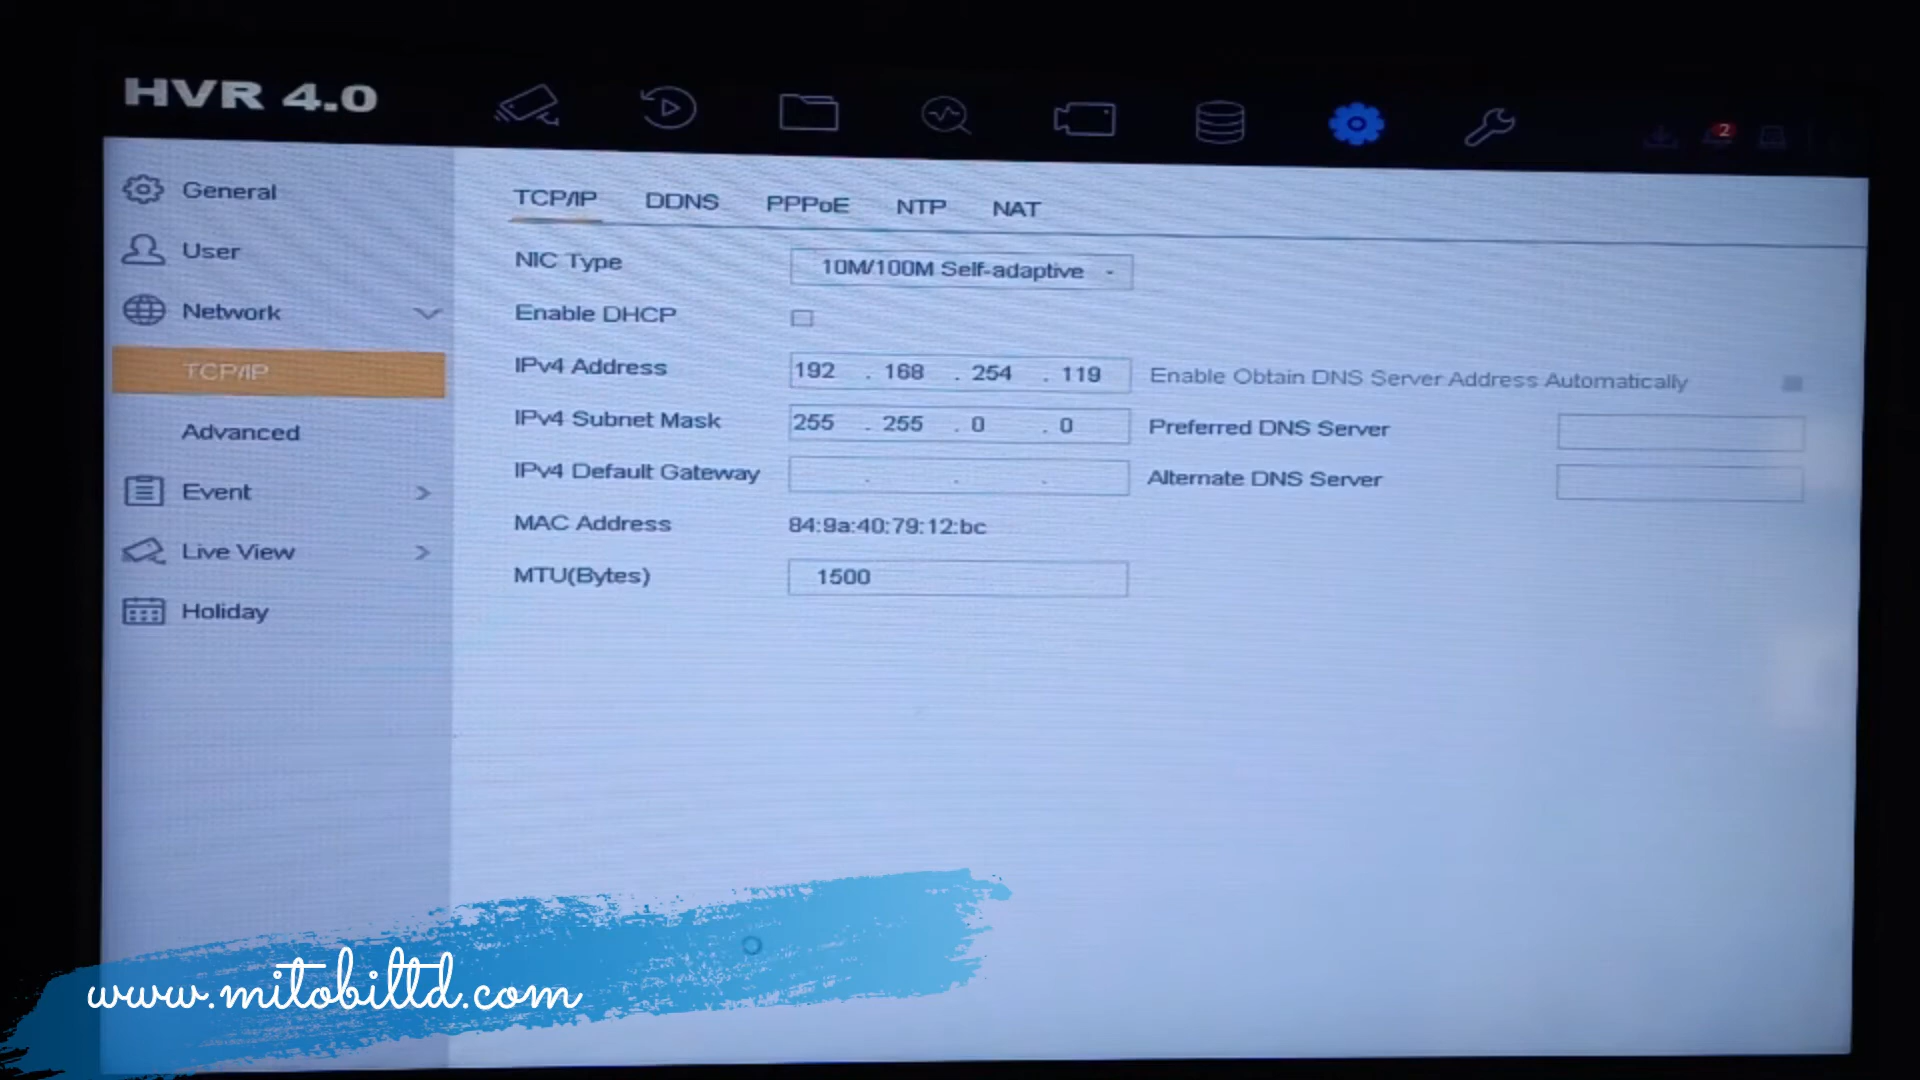 HVR 4.0
2
General
User
Network
TCP/IP
Advanced
Event
Live View
Holiday
TCP/IP DDNS PPPoE NTP NAT
NIC Type 10M/100M Self-adaptive
Enable DHCP
IPv4 Address 192 . 168 . 254 . 119 Enable Obtain DNS Server Address Automatically
IPv4 Subnet Mask 255 . 255 . 0 . 0 Preferred DNS Server
IPv4 Default Gateway . . . Alternate DNS Server
MAC Address 84:9a:40:79:12:bc
MTU(Bytes) 1500
www.mitobiltd.com